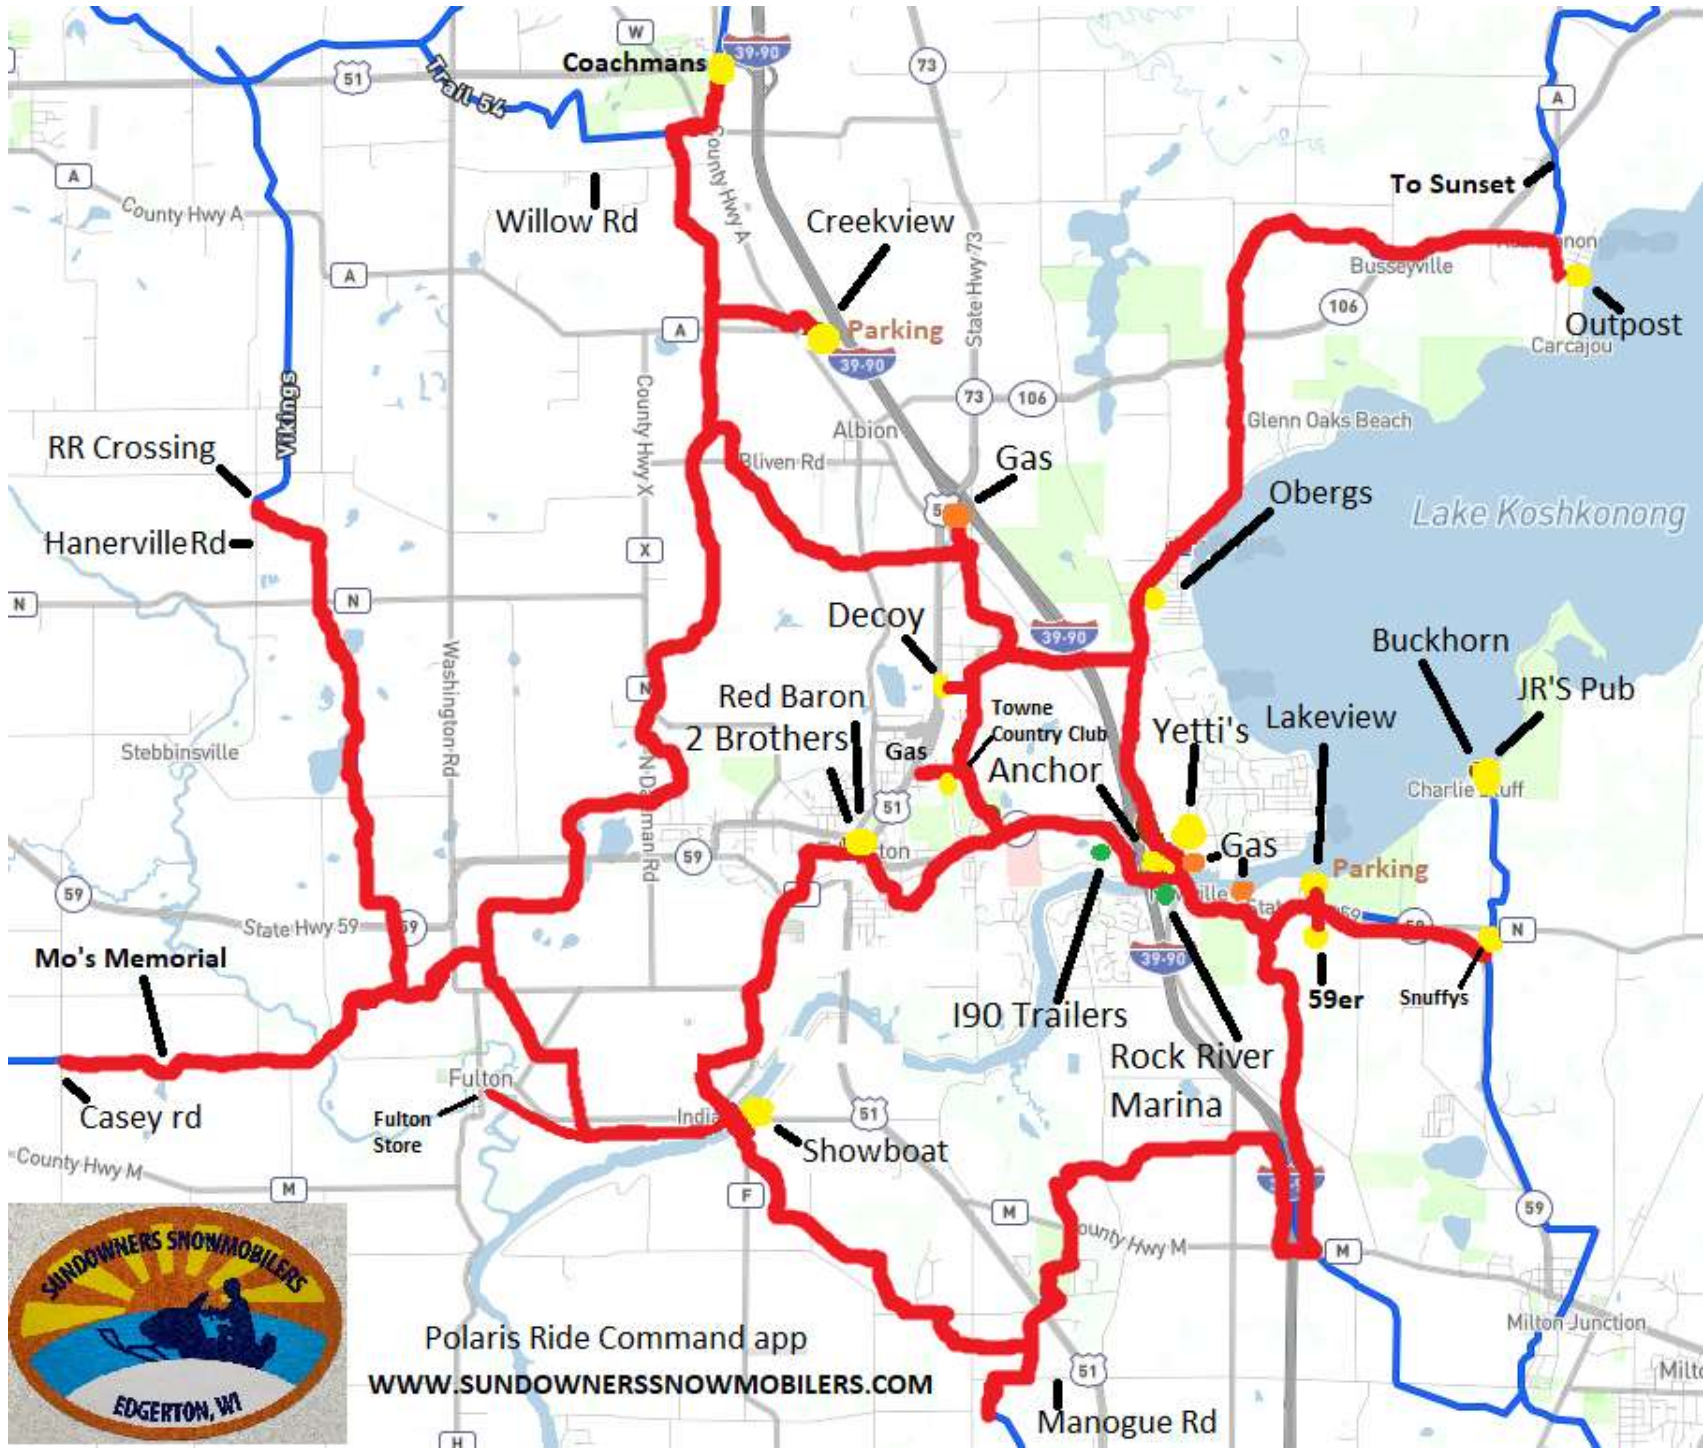 W
39-90
Coachmans
73
51
Trail 54
A
To Sunset
A
County Hwy A
County Hwy A
Willow Rd
Creekview
State Hwy 73
Busseyville
A
106
Outpost
Carcajou
A
Parking
39-90
73
106
Vikings
County Hwy X
Albion
Glenn Oaks Beach
RR Crossing
Bliven Rd
Gas
Obergs
Lake Koshkonong
Hanerville Rd
X
N
N
Decoy
39-90
Buckhorn
Washington Rd
N
Red Baron
2 Brothers
Towne
Country Club
Yetti's
Lakeview
JR'S Pub
Stebbinsville
Gas
Anchor
51
Charlie Bluff
59
Gas
Parking
59
State Hwy 59
59
59
59
N
Mo's Memorial
39-90
I90 Trailers
59er
Snuffys
Rock River
Marina
Fulton
Fulton
Store
Casey rd
51
Showboat
County Hwy M
M
F
M
County Hwy M
M
59
SUNDOWNERS SNOWMOBILERS
EDGERTON, WI
Polaris Ride Command app
WWW.SUNDOWNERSSNOWMOBILERS.COM
Milton Junction
51
Manogue Rd
H